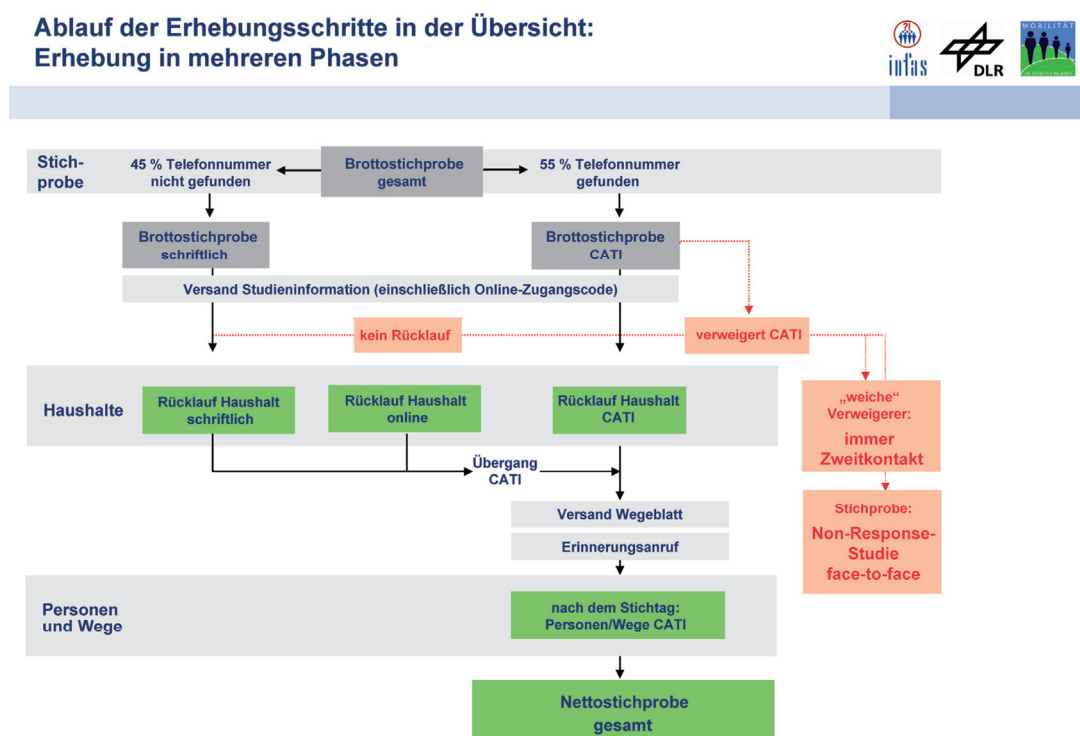 Ablauf der Erhebungsschritte in der Übersicht:
Erhebung in mehreren Phasen
?!
infas
DLR
MOBILITÄT
IN DEUTSCHLAND
Stich-
probe
45 % Telefonnummer
nicht gefunden
Brottostichprobe
gesamt
55 % Telefonnummer
gefunden
Brottostichprobe
schriftlich
Brottostichprobe
CATI
Versand Studieninformation (einschließlich Online-Zugangscode)
kein Rücklauf
verweigert CATI
Haushalte
Rücklauf Haushalt
schriftlich
Rücklauf Haushalt
online
Rücklauf Haushalt
CATI
„weiche“
Verweigerer:
immer
Zweitkontakt
Übergang
CATI
Versand Wegeblatt
Erinnerungsanruf
Stichprobe:
Non-Response-
Studie
face-to-face
Personen
und Wege
nach dem Stichtag:
Personen/Wege CATI
Nettostichprobe
gesamt